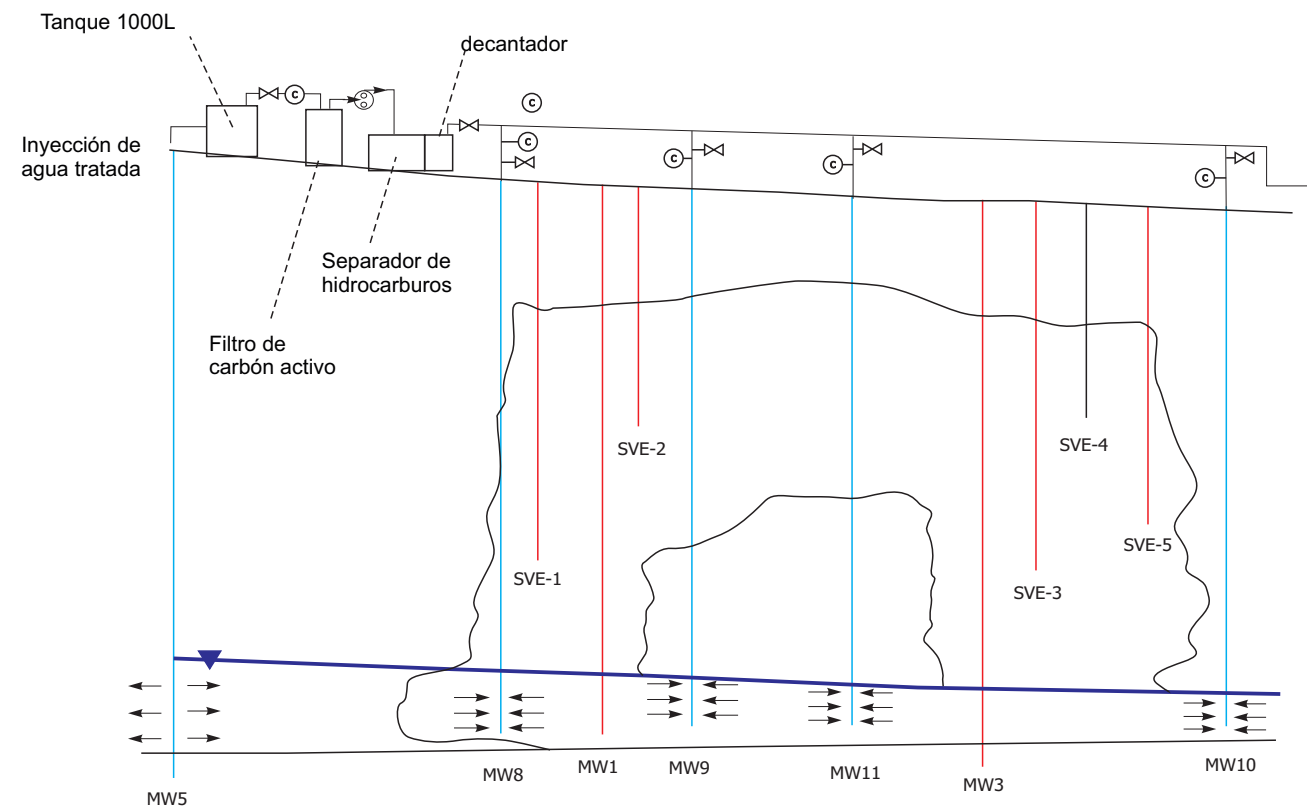 Tanque 1000L
decantador
c
c
c
c
c
c
Inyección de
agua tratada
Separador de
hidrocarburos
Filtro de
carbón activo
SVE-2
SVE-4
SVE-5
SVE-1
SVE-3
MW5
MW8
MW1
MW9
MW11
MW3
MW10